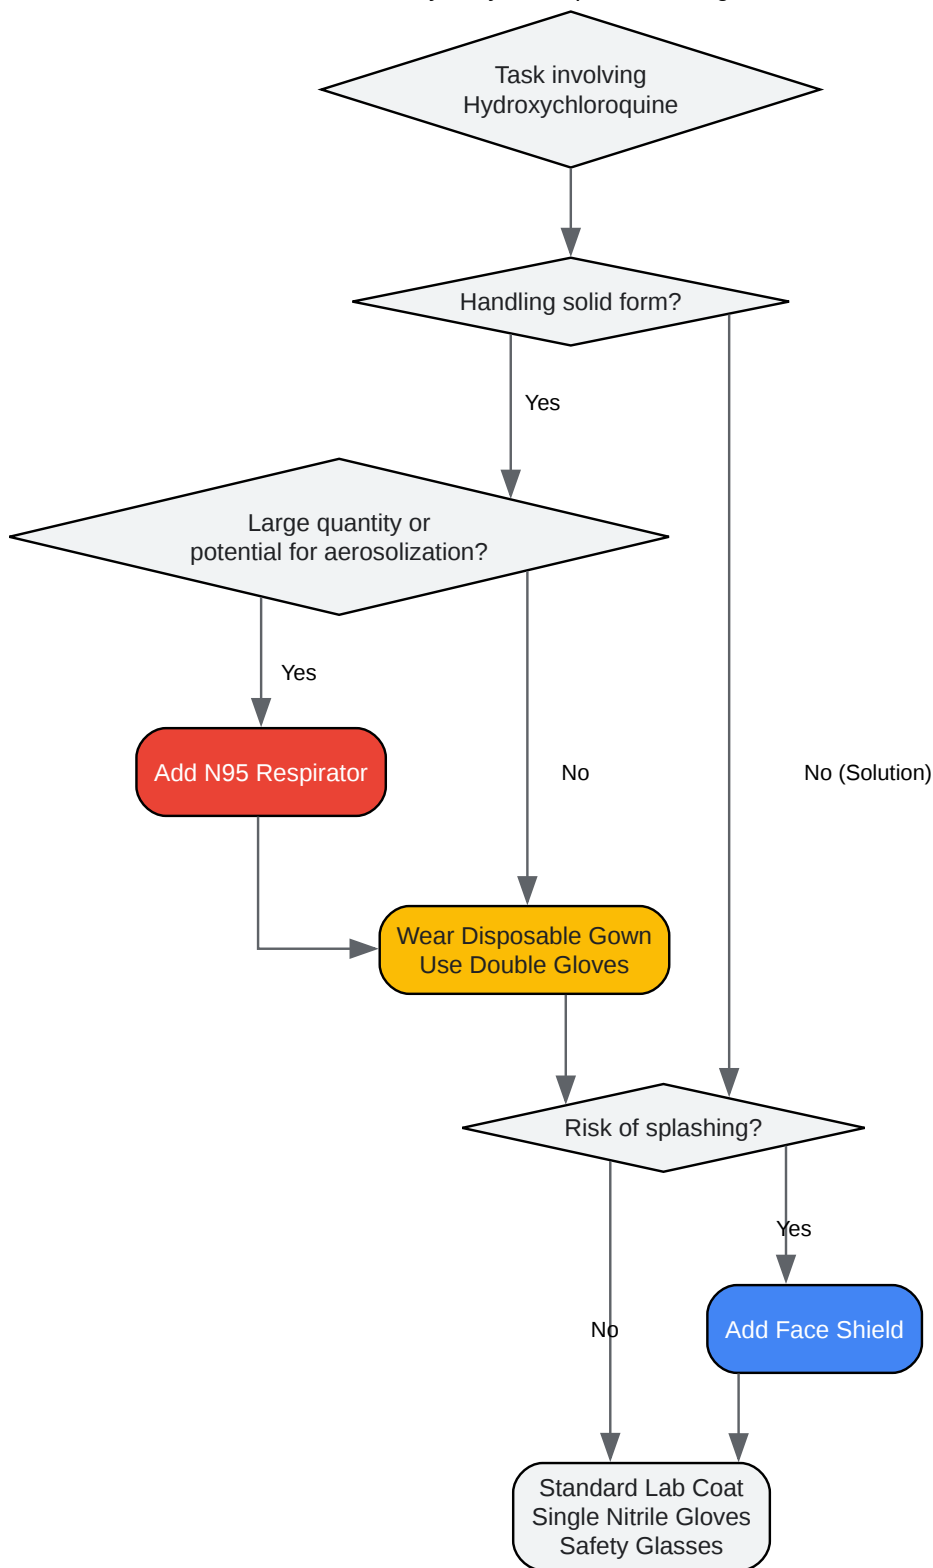 Task involving
Hydroxychloroquine
Handling solid form?
Yes
Large quantity or
potential for aerosolization?
Yes
Add N95 Respirator
No
No (Solution)
Wear Disposable Gown
Use Double Gloves
Risk of splashing?
Yes
No
Add Face Shield
Standard Lab Coat
Single Nitrile Gloves
Safety Glasses